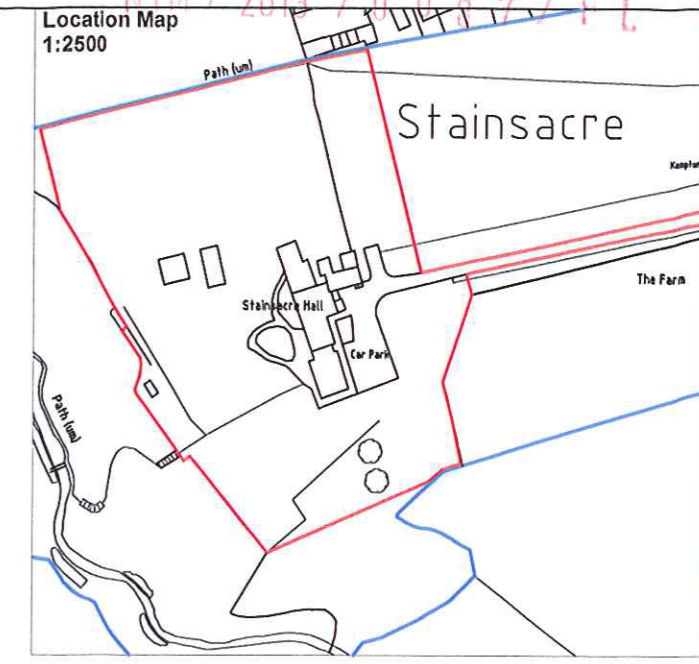 Location Map
1:2500
Path (um)
Stainsacre
The Farm
Stainsacre Hall
Car Park
Path (um)